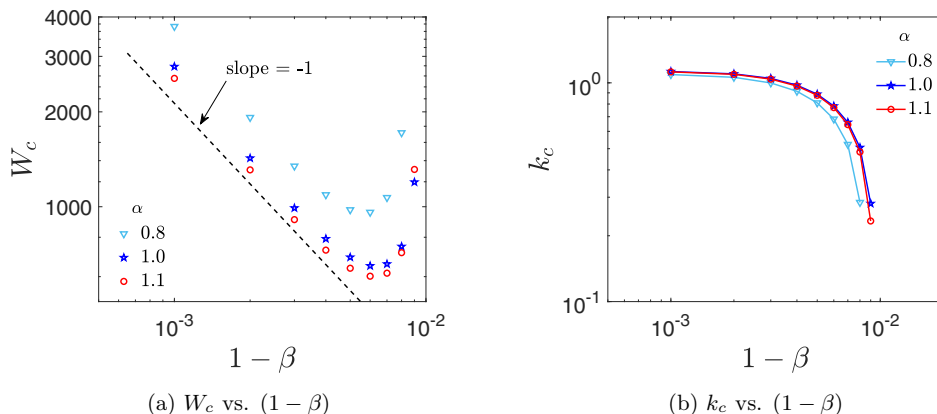 4000
3000
2000
1000
W_c
slope = -1
α
0.8
1.0
1.1
10^-3
10^-2
1 − β
(a) W_c vs. (1 − β)
10^0
10^-1
k_c
α
0.8
1.0
1.1
10^-3
10^-2
1 − β
(b) k_c vs. (1 − β)